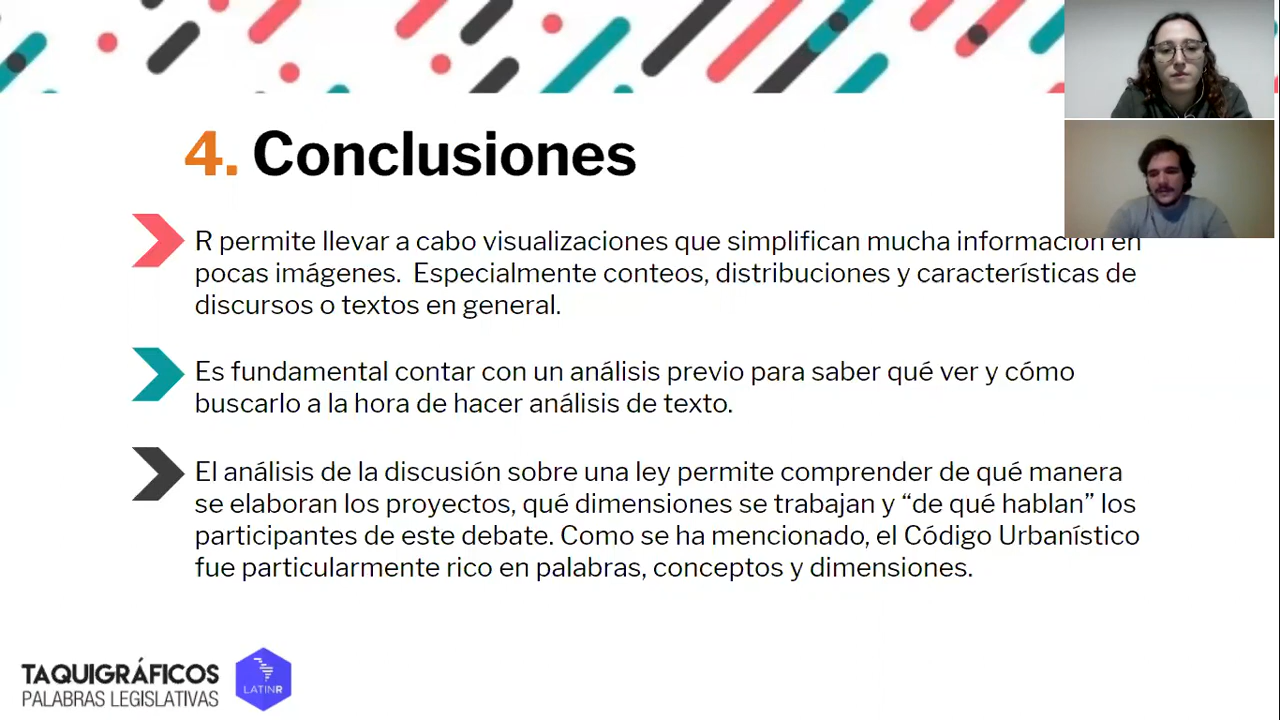 4. Conclusiones
R permite llevar a cabo visualizaciones que simplifican mucha información en
pocas imágenes.  Especialmente conteos, distribuciones y características de
discursos o textos en general.
Es fundamental contar con un análisis previo para saber qué ver y cómo
buscarlo a la hora de hacer análisis de texto.
El análisis de la discusión sobre una ley permite comprender de qué manera
se elaboran los proyectos, qué dimensiones se trabajan y “de qué hablan” los
participantes de este debate. Como se ha mencionado, el Código Urbanístico
fue particularmente rico en palabras, conceptos y dimensiones.
TAQUIGRÁFICOS
PALABRAS LEGISLATIVAS
LATINR